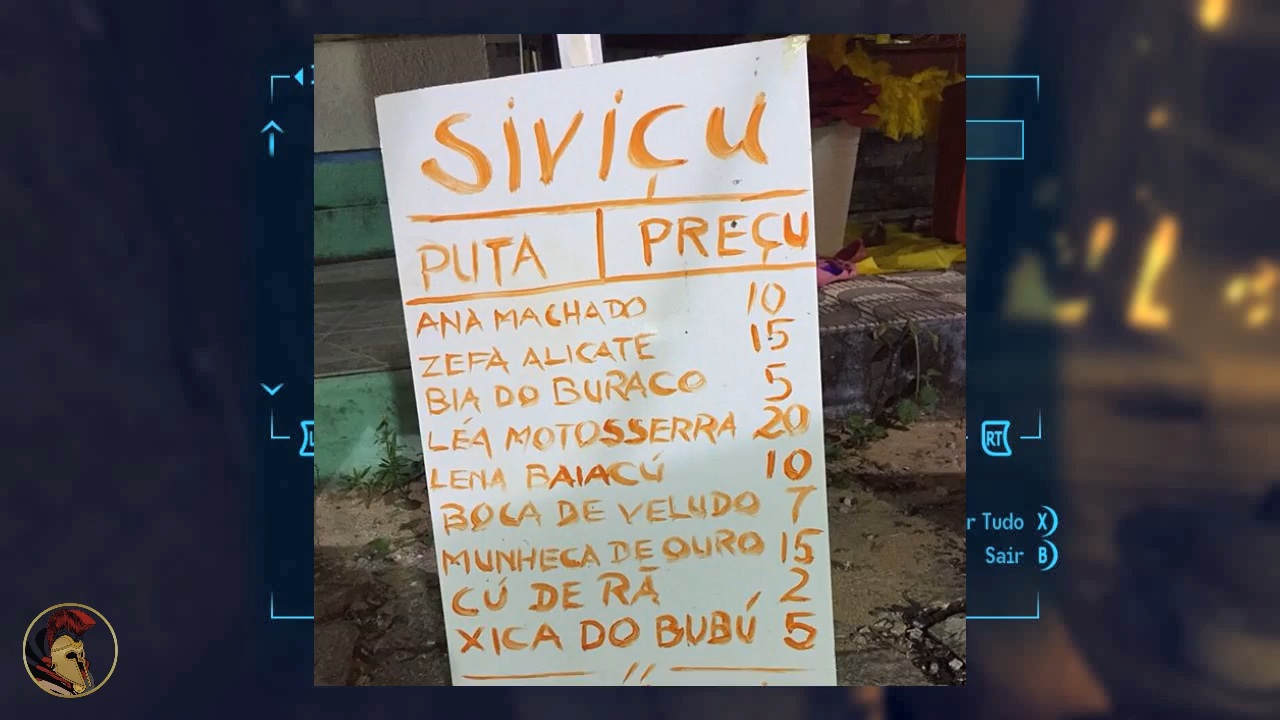 SiViÇU
PUTA PREÇU
ANA MACHADO 10
ZEFA ALICATE 15
BIA DO BURACO 5
LÉA MOTOSSERRA 20
LENA BAIACÚ 10
BOCA DE VELUDO 7
MUNHECA DE OURO 15
CÚ DE RÃ 2
XICA DO BUBÚ 5
RT
r Tudo X
Sair B